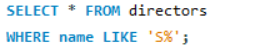 SELECT * FROM directors
WHERE name LIKE 'S%';